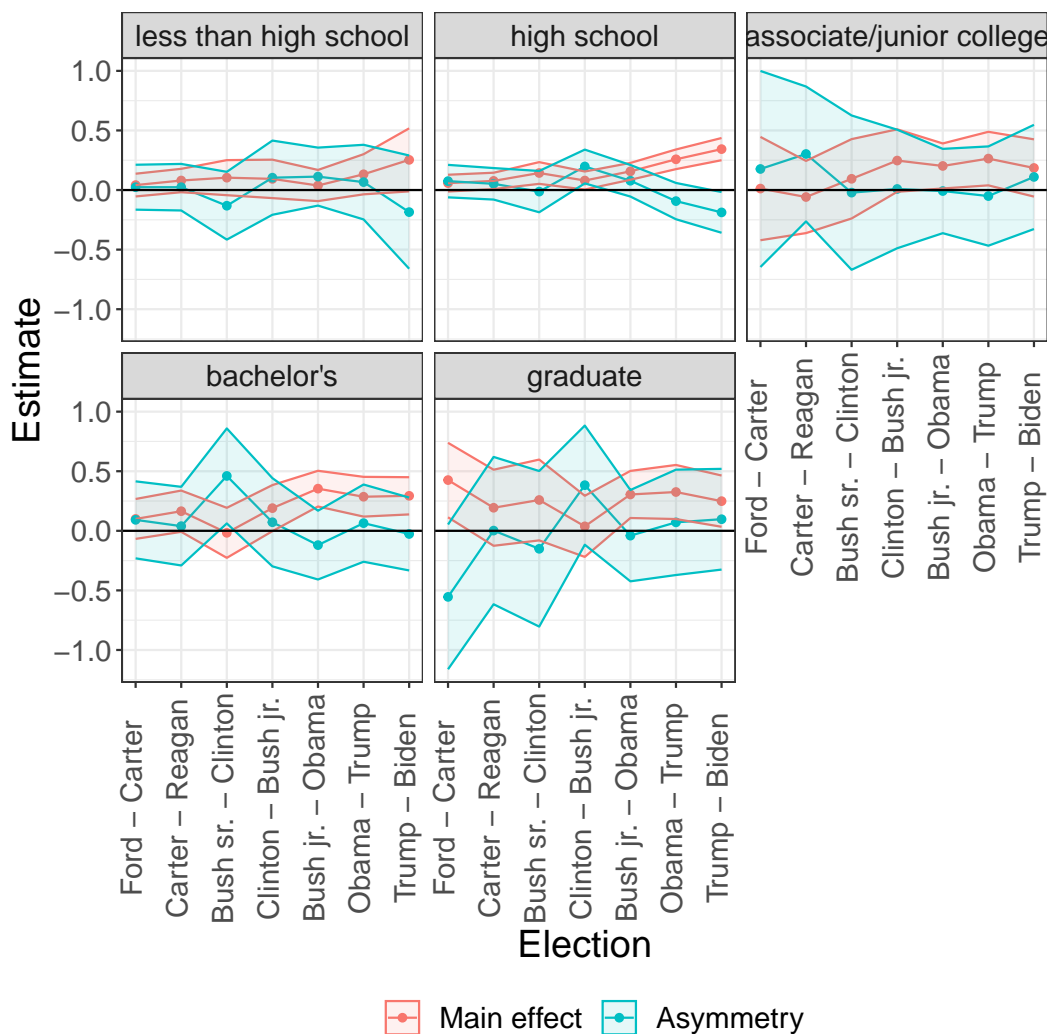 less than high school
high school
associate/junior college
1.0
0.5
0.0
−0.5
−1.0
Estimate
bachelor's
graduate
1.0
0.5
0.0
−0.5
−1.0
Ford − Carter
Carter − Reagan
Bush sr. − Clinton
Clinton − Bush jr.
Bush jr. − Obama
Obama − Trump
Trump − Biden
Ford − Carter
Carter − Reagan
Bush sr. − Clinton
Clinton − Bush jr.
Bush jr. − Obama
Obama − Trump
Trump − Biden
Ford − Carter
Carter − Reagan
Bush sr. − Clinton
Clinton − Bush jr.
Bush jr. − Obama
Obama − Trump
Trump − Biden
Election
Main effect
Asymmetry